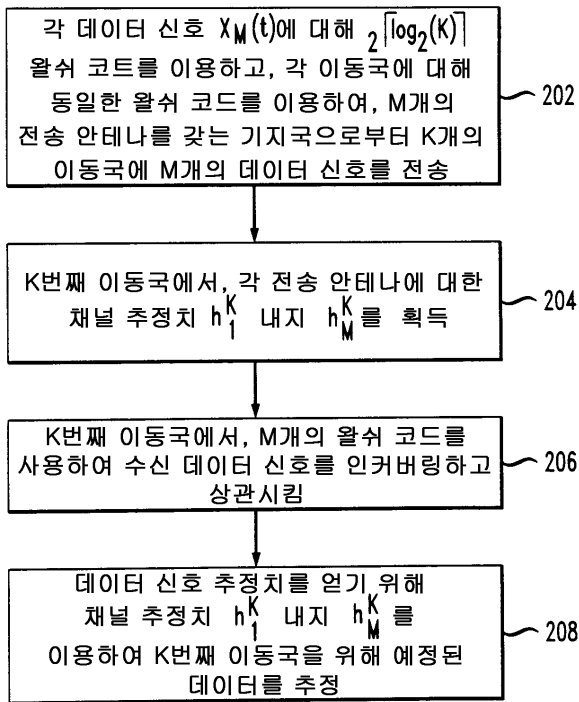 각 데이터 신호 X_M(t)에 대해 2⌈log₂(K)⌉
왈쉬 코트를 이용하고, 각 이동국에 대해
동일한 왈쉬 코드를 이용하여, M개의
전송 안테나를 갖는 기지국으로부터 K개의
이동국에 M개의 데이터 신호를 전송
202
K번째 이동국에서, 각 전송 안테나에 대한
채널 추정치 h₁ᴷ 내지 h_Mᴷ를 획득
204
K번째 이동국에서, M개의 왈쉬 코드를
사용하여 수신 데이터 신호를 인커버링하고
상관시킴
206
데이터 신호 추정치를 얻기 위해
채널 추정치 h₁ᴷ 내지 h_Mᴷ를
이용하여 K번째 이동국을 위해 예정된
데이터를 추정
208